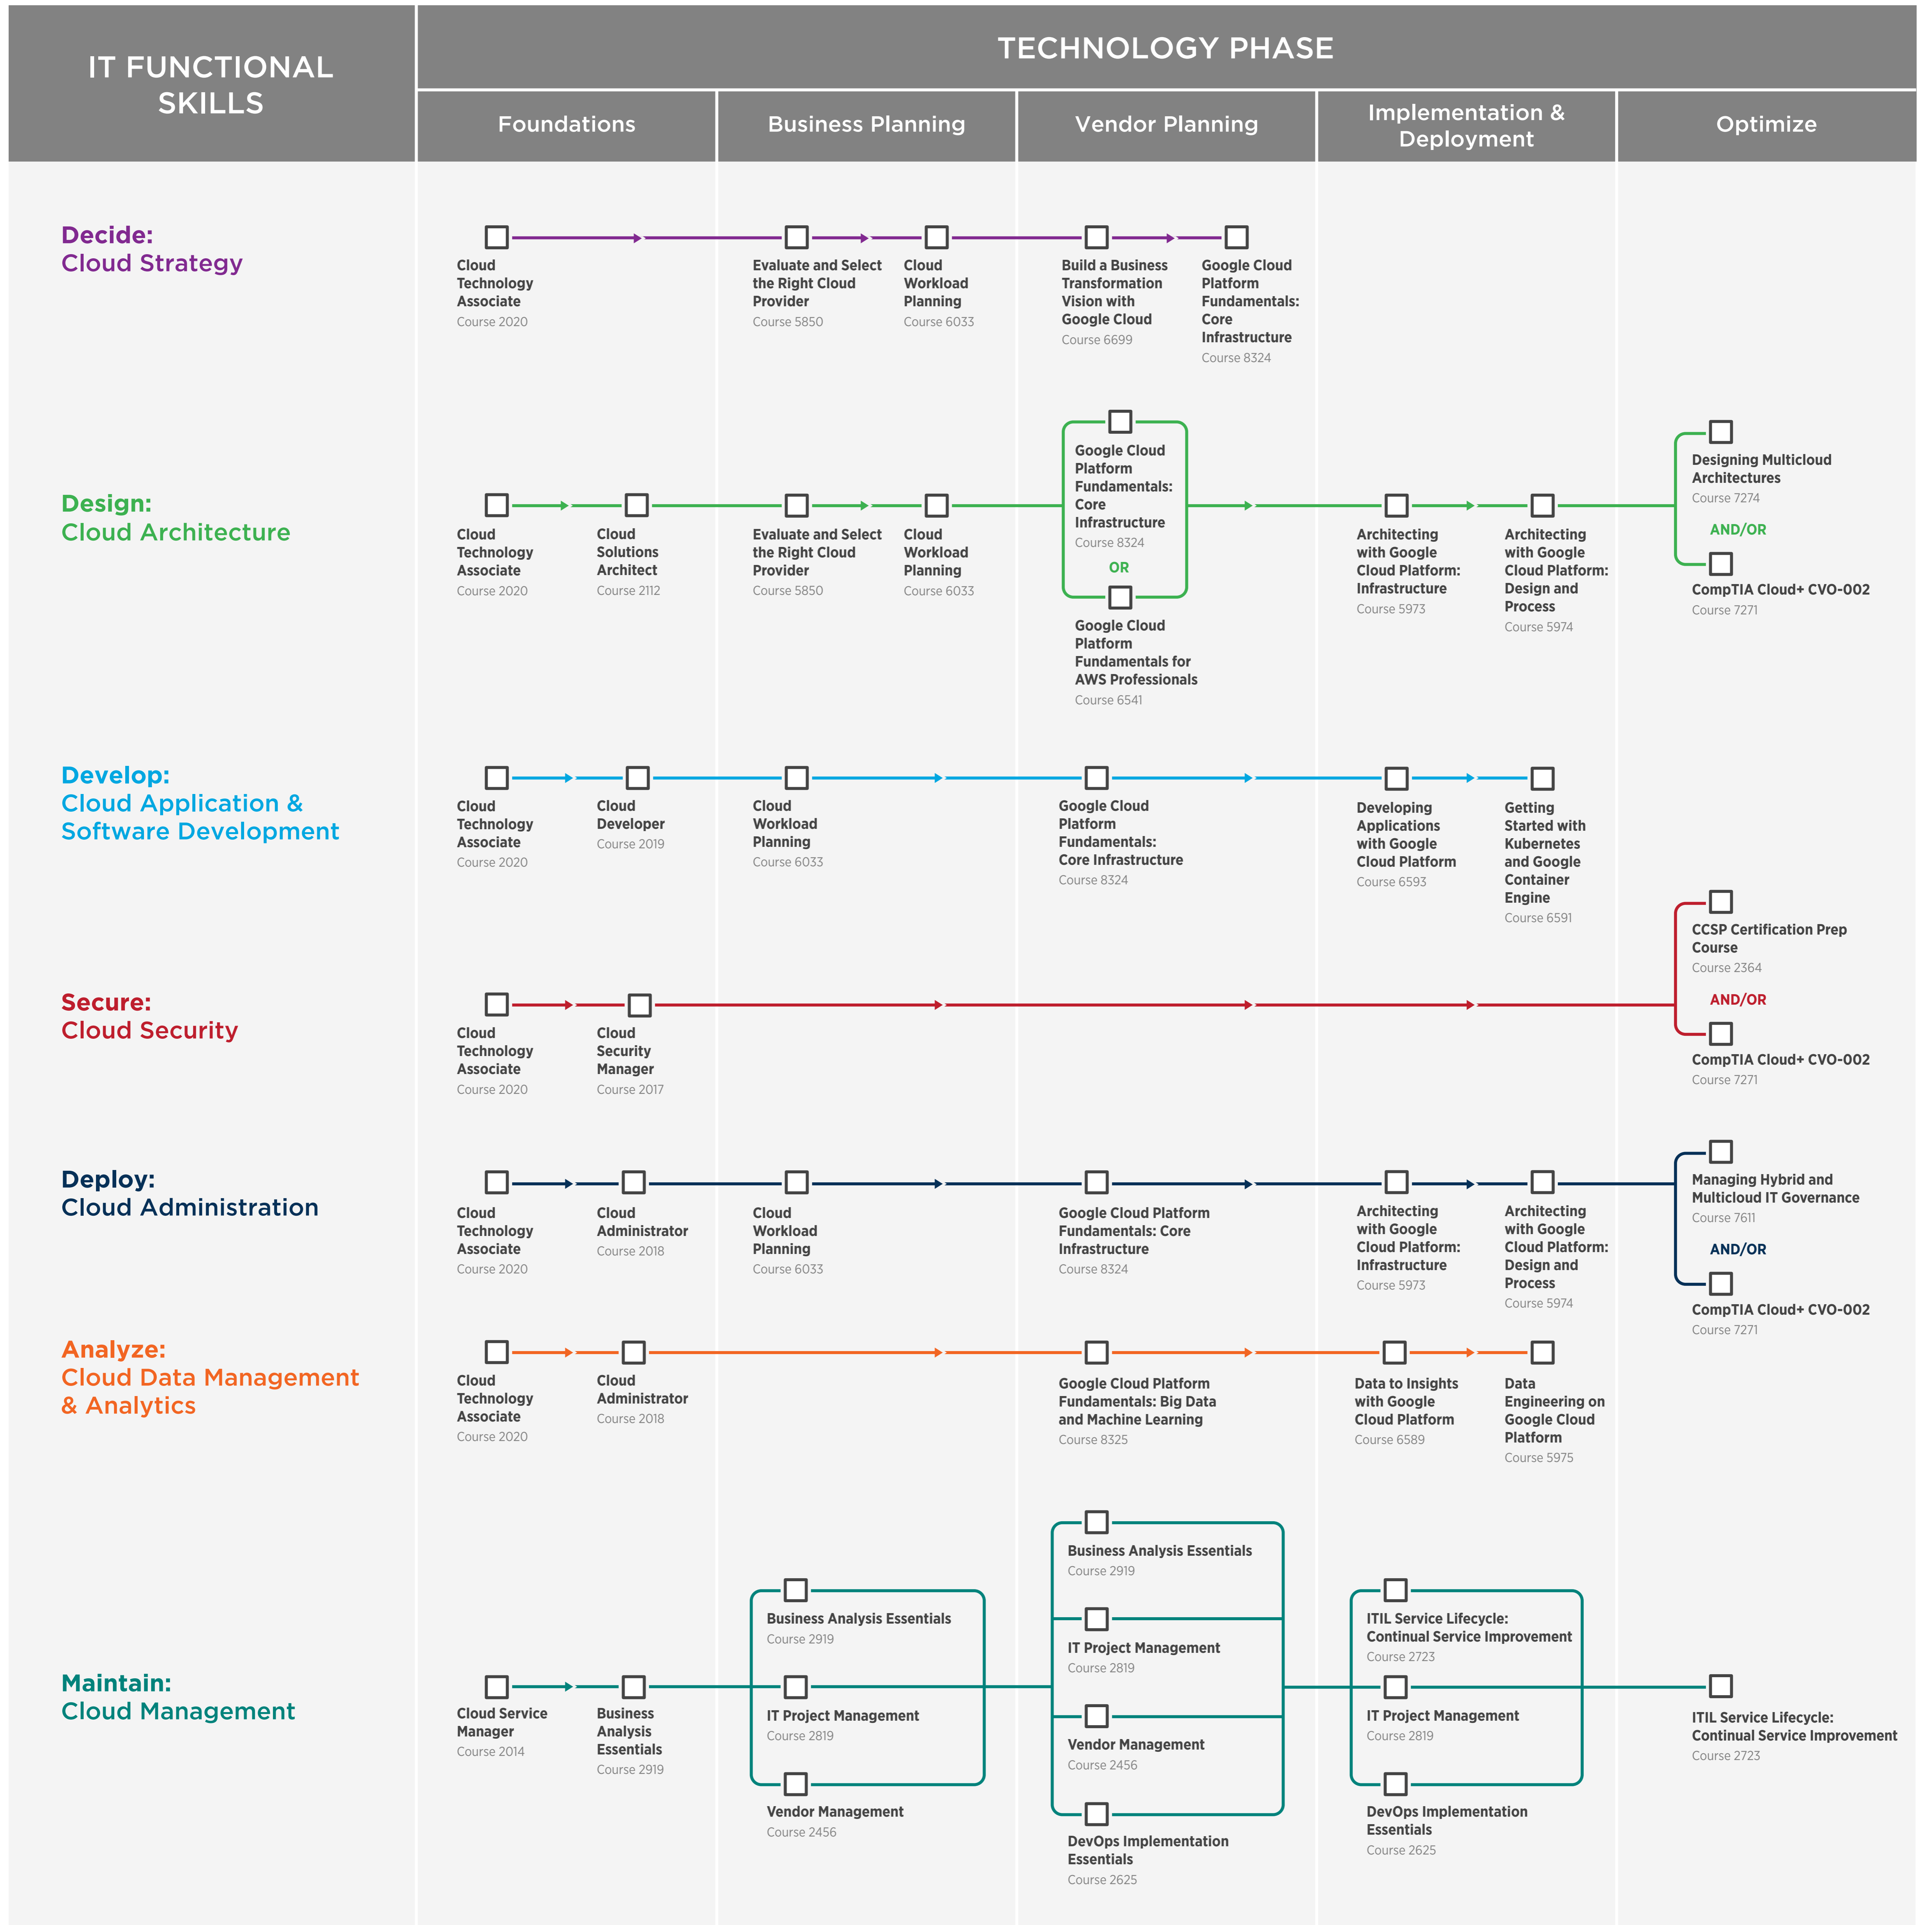 IT FUNCTIONAL
SKILLS
TECHNOLOGY PHASE
Foundations
Business Planning
Vendor Planning
Implementation &
Deployment
Optimize
Decide:
Cloud Strategy
Cloud
Technology
Associate
Course 2020
Evaluate and Select
the Right Cloud
Provider
Course 5850
Cloud
Workload
Planning
Course 6033
Build a Business
Transformation
Vision with
Google Cloud
Course 6699
Google Cloud
Platform
Fundamentals:
Core
Infrastructure
Course 8324
Design:
Cloud Architecture
Cloud
Technology
Associate
Course 2020
Cloud
Solutions
Architect
Course 2112
Evaluate and Select
the Right Cloud
Provider
Course 5850
Cloud
Workload
Planning
Course 6033
Google Cloud
Platform
Fundamentals:
Core
Infrastructure
Course 8324
OR
Google Cloud
Platform
Fundamentals for
AWS Professionals
Course 6541
Architecting
with Google
Cloud Platform:
Infrastructure
Course 5973
Architecting
with Google
Cloud Platform:
Design and
Process
Course 5974
Designing Multicloud
Architectures
Course 7274
AND/OR
CompTIA Cloud+ CVO-002
Course 7271
Develop:
Cloud Application &
Software Development
Cloud
Technology
Associate
Course 2020
Cloud
Developer
Course 2019
Cloud
Workload
Planning
Course 6033
Google Cloud
Platform
Fundamentals:
Core Infrastructure
Course 8324
Developing
Applications
with Google
Cloud Platform
Course 6593
Getting
Started with
Kubernetes
and Google
Container
Engine
Course 6591
Secure:
Cloud Security
Cloud
Technology
Associate
Course 2020
Cloud
Security
Manager
Course 2017
CCSP Certification Prep
Course
Course 2364
AND/OR
CompTIA Cloud+ CVO-002
Course 7271
Deploy:
Cloud Administration
Cloud
Technology
Associate
Course 2020
Cloud
Administrator
Course 2018
Cloud
Workload
Planning
Course 6033
Google Cloud Platform
Fundamentals: Core
Infrastructure
Course 8324
Architecting
with Google
Cloud Platform:
Infrastructure
Course 5973
Architecting
with Google
Cloud Platform:
Design and
Process
Course 5974
Managing Hybrid and
Multicloud IT Governance
Course 7611
AND/OR
CompTIA Cloud+ CVO-002
Course 7271
Analyze:
Cloud Data Management
& Analytics
Cloud
Technology
Associate
Course 2020
Cloud
Administrator
Course 2018
Google Cloud Platform
Fundamentals: Big Data
and Machine Learning
Course 8325
Data to Insights
with Google
Cloud Platform
Course 6589
Data
Engineering on
Google Cloud
Platform
Course 5975
Maintain:
Cloud Management
Cloud Service
Manager
Course 2014
Business
Analysis
Essentials
Course 2919
Business Analysis Essentials
Course 2919
IT Project Management
Course 2819
Vendor Management
Course 2456
Business Analysis Essentials
Course 2919
IT Project Management
Course 2819
Vendor Management
Course 2456
DevOps Implementation
Essentials
Course 2625
ITIL Service Lifecycle:
Continual Service Improvement
Course 2723
IT Project Management
Course 2819
DevOps Implementation
Essentials
Course 2625
ITIL Service Lifecycle:
Continual Service Improvement
Course 2723